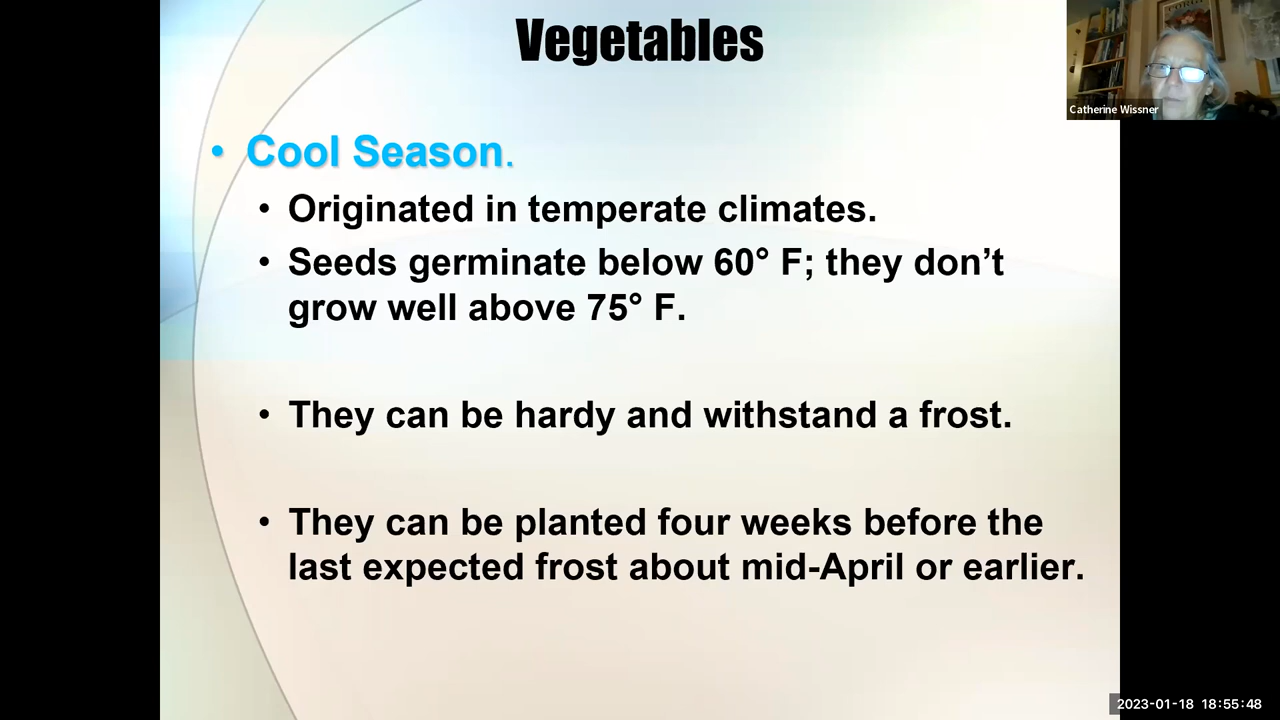 Vegetables
• Cool Season.
• Originated in temperate climates.
• Seeds germinate below 60° F; they don’t
grow well above 75° F.
• They can be hardy and withstand a frost.
• They can be planted four weeks before the
last expected frost about mid-April or earlier.
Catherine Wissner
2023-01-18 18:55:48